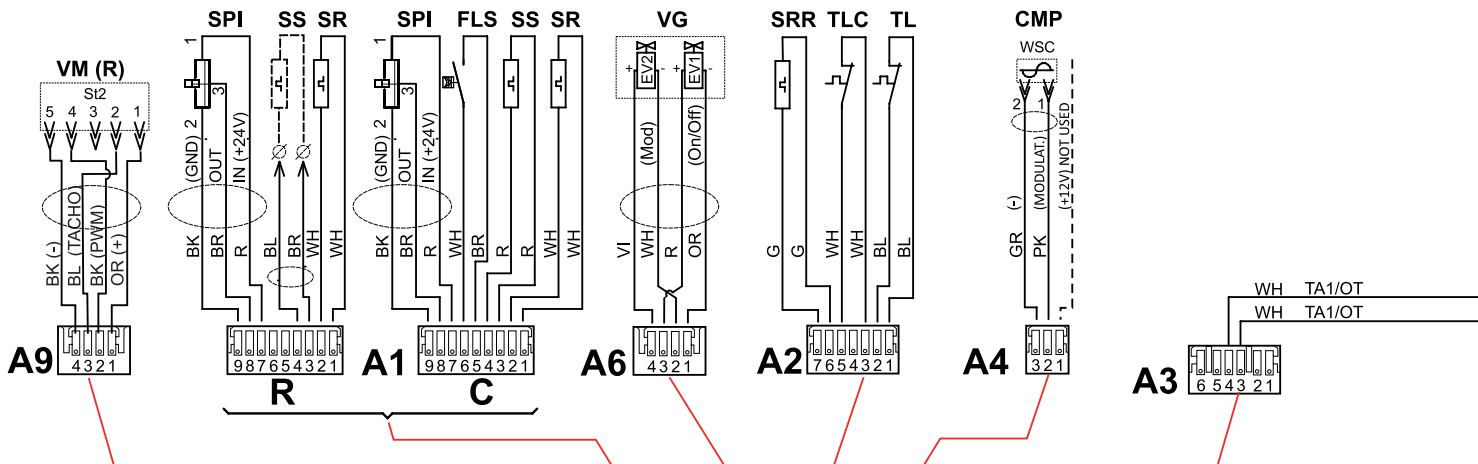 SPI SS SR SPI FLS SS SR VG SRR TLC TL CMP
VM (R)
St2
5 4 3 2 1
BK (-)
BL (TACHO)
BK (PWM)
OR (+)
A9
4 3 2 1
1
3
2
(GND)
OUT
IN (+24V)
BK
BR
R
BL
BR
WH
WH
9 8 7 6 5 4 3 2 1
R
A1
1
3
2
(GND)
OUT
IN (+24V)
BK
BR
R
WH
BR
R
R
WH
WH
9 8 7 6 5 4 3 2 1
C
+ EV2 - + EV1 -
(Mod)
(On/Off)
VI
WH
R
OR
A6
4 3 2 1
G
G
WH
WH
BL
BL
A2
7 6 5 4 3 2 1
WSC
2 1
(-)
(MODULAT.)
(+12V) NOT USED
GR
PK
A4
3 2 1
WH TA1/OT
WH TA1/OT
A3
6 5 4 3 2 1